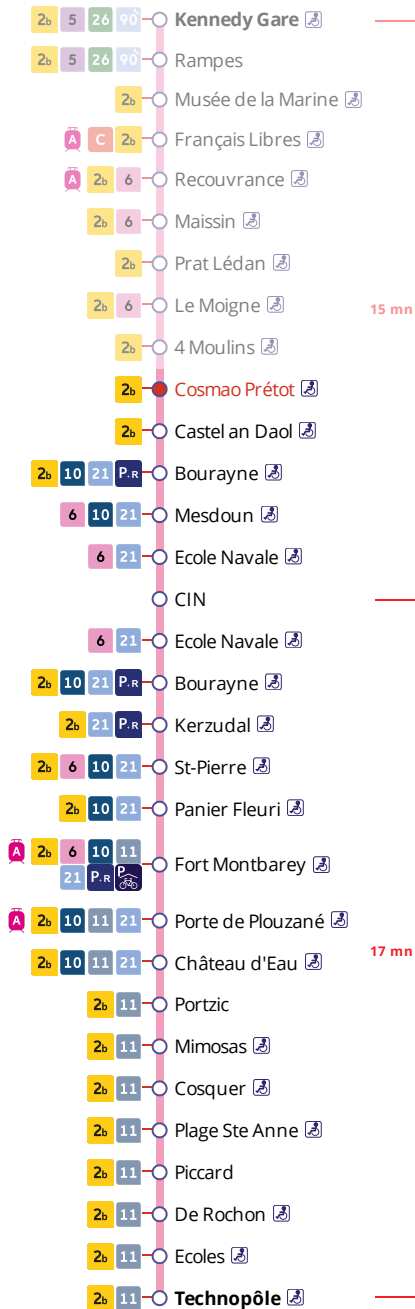 2b 5 26 90 Kennedy Gare
2b 5 26 90 Rampes
2b Musée de la Marine
A C 2b Français Libres
A 2b 6 Recouvrance
2b 6 Maissin
2b Prat Lédan
2b 6 Le Moigne
15 mn
2b 4 Moulins
2b Cosmao Prétot
2b Castel an Daol
2b 10 21 P.R Bourayne
6 10 21 Mesdoun
6 21 Ecole Navale
CIN
6 21 Ecole Navale
2b 10 21 P.R Bourayne
2b 21 P.R Kerzudal
2b 6 10 21 St-Pierre
2b 10 21 Panier Fleuri
A 2b 6 10 11
21 P.R P Fort Montbarey
A 2b 10 11 21 Porte de Plouzané
17 mn
2b 10 11 21 Château d'Eau
2b 11 Portzic
2b 11 Mimosas
2b 11 Cosquer
2b 11 Plage Ste Anne
2b 11 Piccard
2b 11 De Rochon
2b 11 Ecoles
2b 11 Technopôle